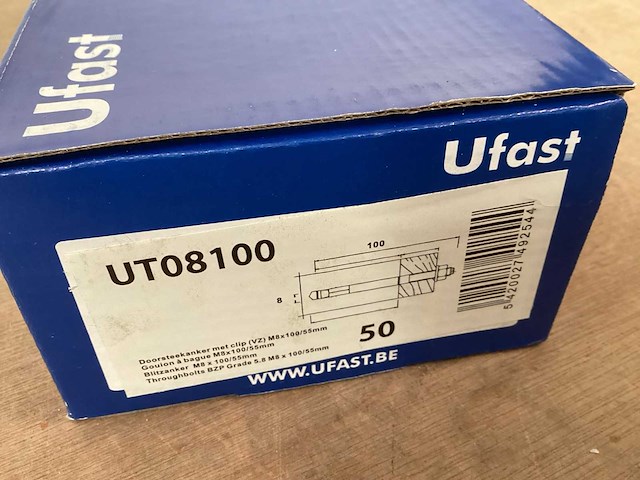 Ufast
Ufast
UT08100
100
8
Doorsteekanker met clip (VZ) M8x100/55mm
Goulon à bague M8x100/55mm
Blitzanker M8 x 100/55mm
Throughbolts BZP Grade 5.8 M8 x 100/55mm
50
5420027492544
WWW.UFAST.BE